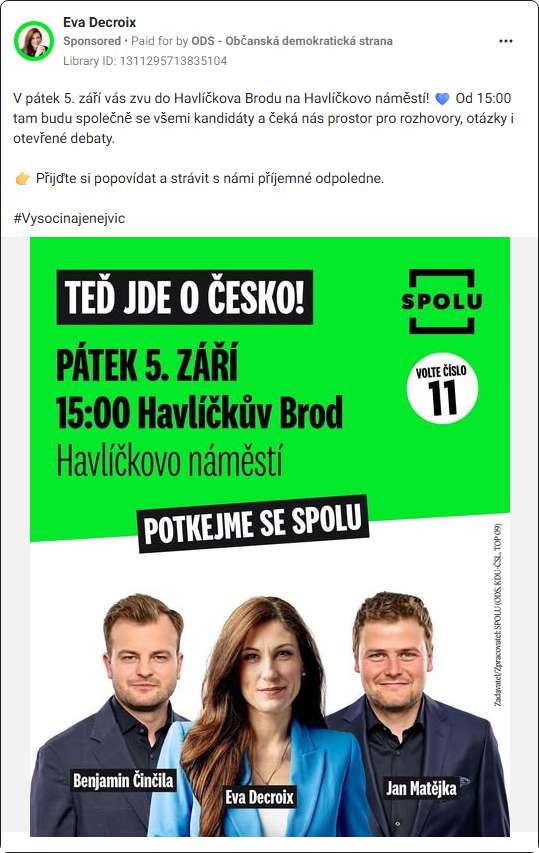 Eva Decroix
Sponsored • Paid for by ODS - Občanská demokratická strana
Library ID: 1311295713835104
V pátek 5. září vás zvu do Havlíčkova Brodu na Havlíčkovo náměstí! 💙 Od 15:00
tam budu společně se všemi kandidáty a čeká nás prostor pro rozhovory, otázky i
otevřené debaty.
👉 Přijďte si popovídat a strávit s námi příjemné odpoledne.
#Vysocinajenejvic
TEĎ JDE O ČESKO!
SPOLU
PÁTEK 5. ZÁŘÍ
15:00 Havlíčkův Brod
Havlíčkovo náměstí
VOLTE ČÍSLO
11
POTKEJME SE SPOLU
Zadavatel/Zpracovatel: SPOLU (ODS, KDU-ČSL, TOP 09)
Benjamin Činčila
Eva Decroix
Jan Matějka